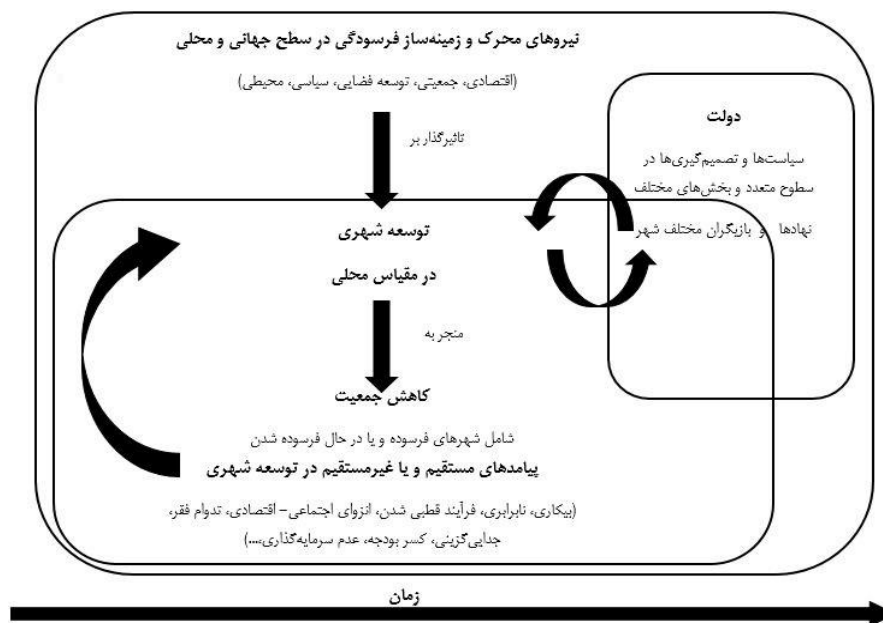 نیروهای محرک و زمینه‌ساز فرسودگی در سطح جهانی و محلی
(اقتصادی، جمعیتی، توسعه فضایی، سیاسی، محیطی)
تاثیرگذار بر
دولت
سیاست‌ها و تصمیم‌گیری‌ها در
سطوح متعدد و بخش‌های مختلف
نهادها و بازیگران مختلف شهر
توسعه شهری
در مقیاس محلی
منجر به
کاهش جمعیت
شامل شهرهای فرسوده و یا در حال فرسوده شدن
پیامدهای مستقیم و یا غیرمستقیم در توسعه شهری
(بیکاری، نابرابری، فرآیند قطبی شدن، انزوای اجتماعی- اقتصادی، تدوام فقر،
جدایی‌گزینی، کسر بودجه، عدم سرمایه‌گذاری،...)
زمان